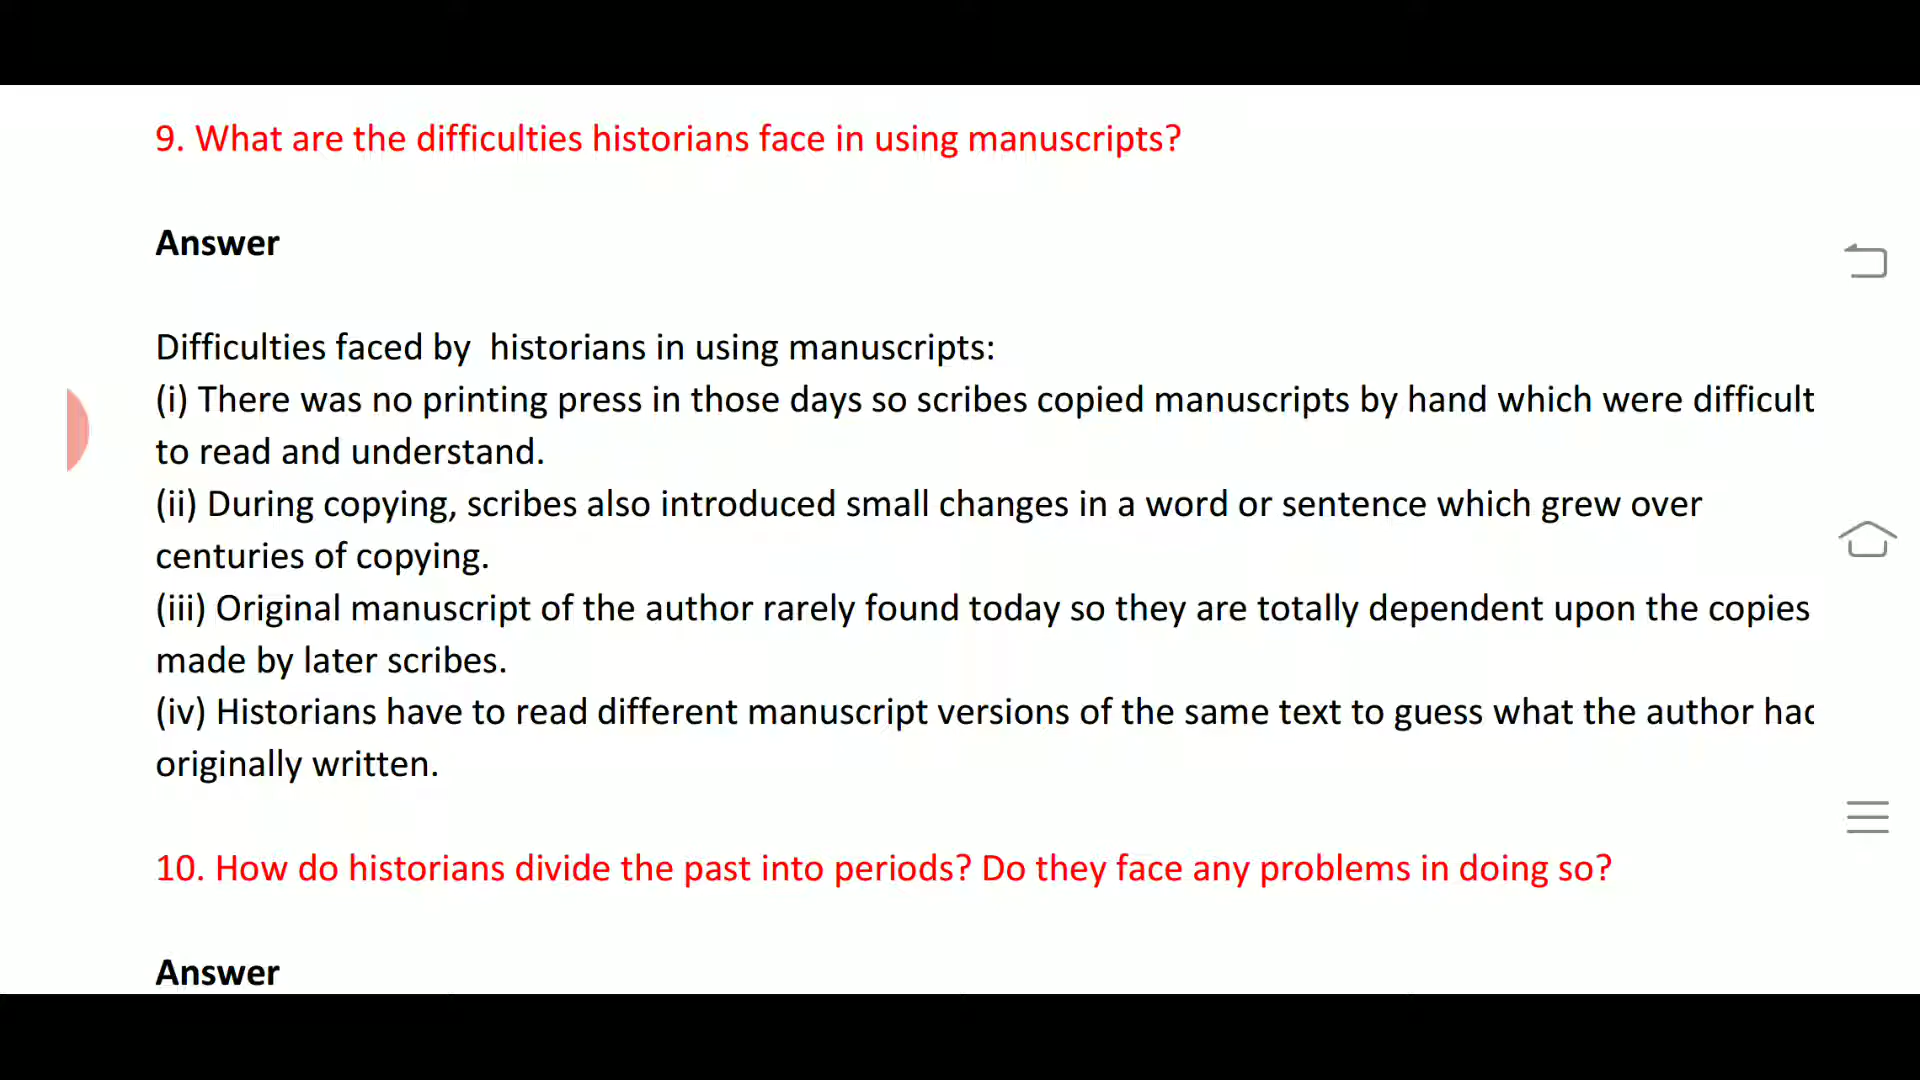 9. What are the difficulties historians face in using manuscripts?
Answer
Difficulties faced by  historians in using manuscripts:
(i) There was no printing press in those days so scribes copied manuscripts by hand which were difficult
to read and understand.
(ii) During copying, scribes also introduced small changes in a word or sentence which grew over
centuries of copying.
(iii) Original manuscript of the author rarely found today so they are totally dependent upon the copies
made by later scribes.
(iv) Historians have to read different manuscript versions of the same text to guess what the author had
originally written.
10. How do historians divide the past into periods? Do they face any problems in doing so?
Answer